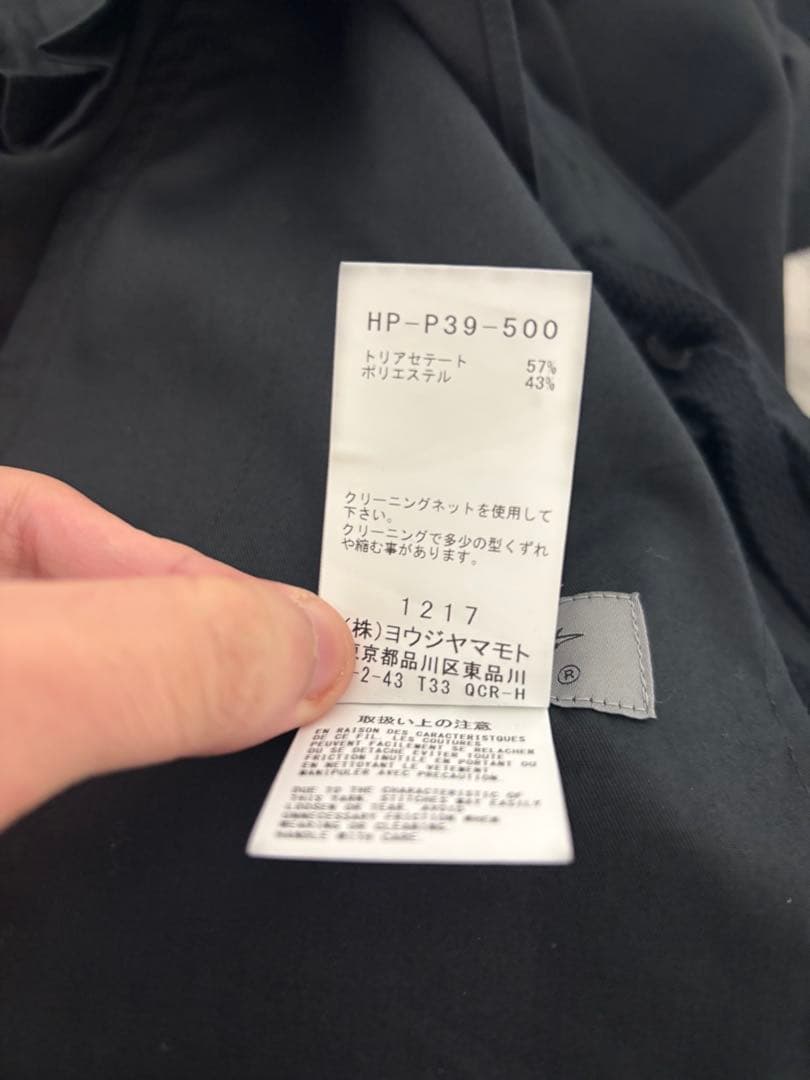 HP-P39-500
トリアセテート 57%
ポリエステル 43%
クリーニングネットを使用して
下さい。
クリーニングで多少の型くずれ
や縮む事があります。
1217
(株)ヨウジヤマモト
京都品川区東品川
-2-43 T33 QCR-H
®
取扱い上の注意
EN RAISON DES CARACTERISTQUES
DE CE FIL, LES COUTURES
PEUVENT FACILEMENT SE RELACHER
OU SE DETACHE EVITER TOUTE
FRICTION INUTILE EN PORTANT OU
EN NETTOYANT LE VETEMENT
MANIPULER AVEC PRECAUTION.
DUE TO THE CHARACTERISTIC OF
THIS YARN, STITCHES MAY EASILY
LOOSEN OR TEAR. AVOID
UNNECESSARY FRICTION WHEN
WEARING OR CLEANING.
HANDLE WITH CARE.